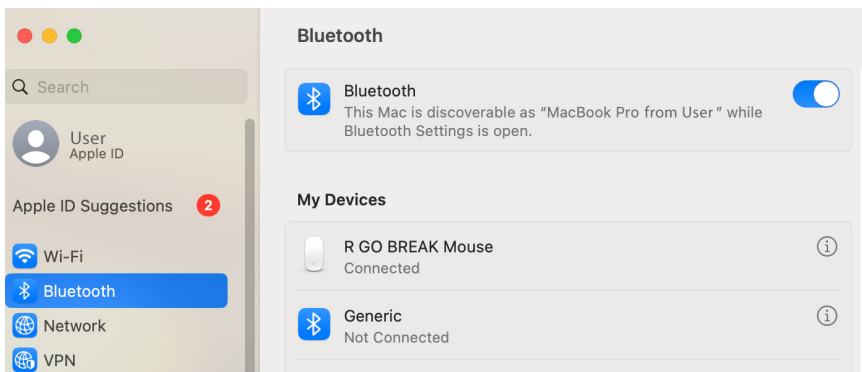 Bluetooth
Search
Bluetooth
This Mac is discoverable as “MacBook Pro from User” while
Bluetooth Settings is open.
User
Apple ID
Apple ID Suggestions 2
My Devices
Wi-Fi
R GO BREAK Mouse
Connected
Bluetooth
Network
Generic
Not Connected
VPN